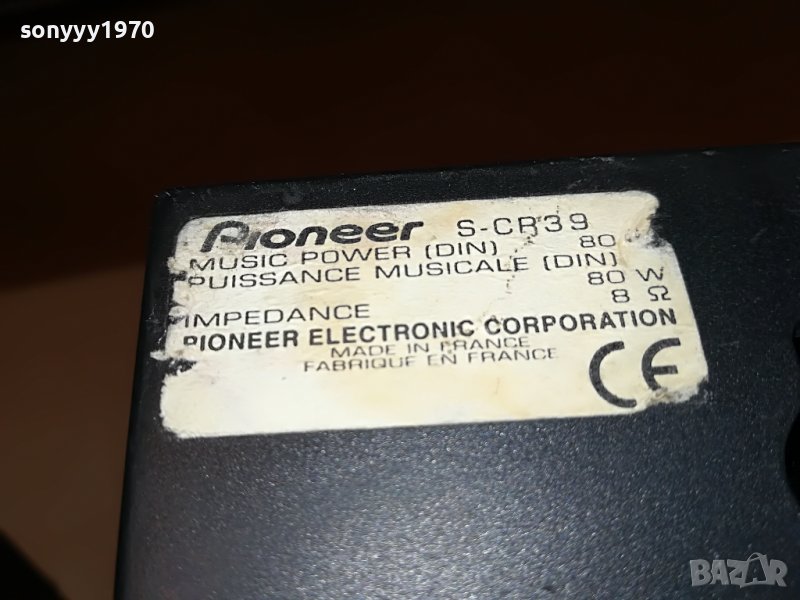 sonyyy1970
Pioneer S-CR39
MUSIC POWER (DIN) 80
PUISSANCE MUSICALE (DIN)
80 W
IMPEDANCE 8 Ω
PIONEER ELECTRONIC CORPORATION
MADE IN FRANCE
FABRIQUE EN FRANCE
CE
BAZAR